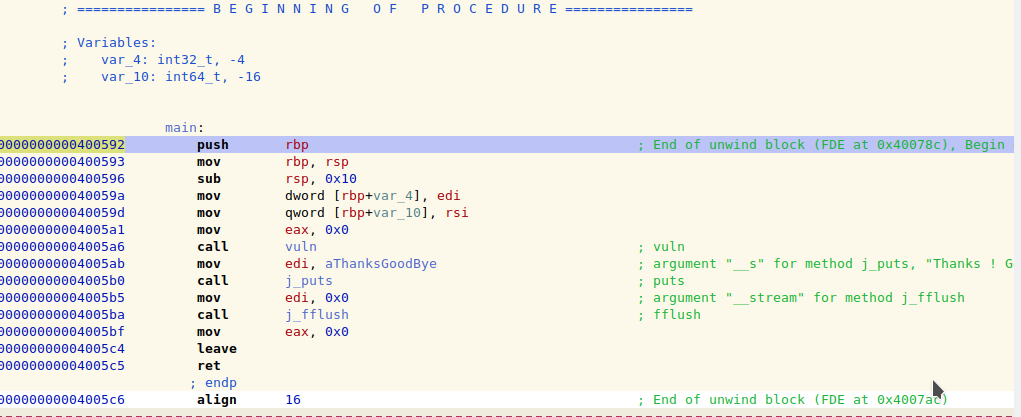 ; ================ B E G I N N I N G   O F   P R O C E D U R E ================
; Variables:
;    var_4: int32_t, -4
;    var_10: int64_t, -16
main:
0000000000400592 push rbp ; End of unwind block (FDE at 0x40078c), Begin
0000000000400593 mov rbp, rsp
0000000000400596 sub rsp, 0x10
000000000040059a mov dword [rbp+var_4], edi
000000000040059d mov qword [rbp+var_10], rsi
00000000004005a1 mov eax, 0x0
00000000004005a6 call vuln ; vuln
00000000004005ab mov edi, aThanksGoodBye ; argument "__s" for method j_puts, "Thanks ! G
00000000004005b0 call j_puts ; puts
00000000004005b5 mov edi, 0x0 ; argument "__stream" for method j_fflush
00000000004005ba call j_fflush ; fflush
00000000004005bf mov eax, 0x0
00000000004005c4 leave
00000000004005c5 ret
; endp
00000000004005c6 align 16 ; End of unwind block (FDE at 0x4007ac)